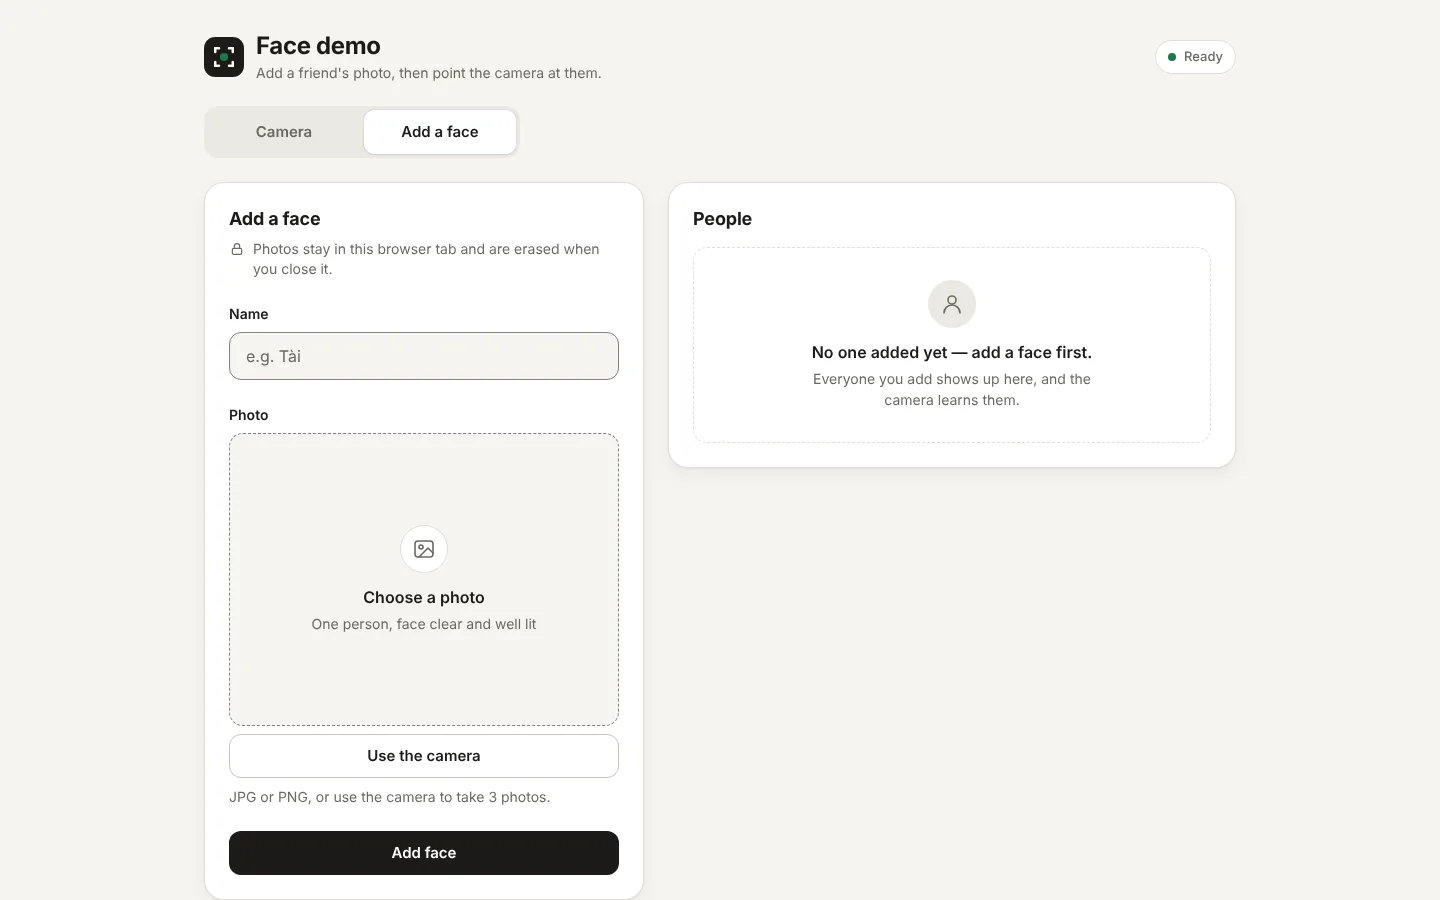 Face demo
Add a friend's photo, then point the camera at them.
Ready
Camera
Add a face
Add a face
Photos stay in this browser tab and are erased when
you close it.
Name
e.g. Tài
Photo
Choose a photo
One person, face clear and well lit
Use the camera
JPG or PNG, or use the camera to take 3 photos.
Add face
People
No one added yet — add a face first.
Everyone you add shows up here, and the
camera learns them.